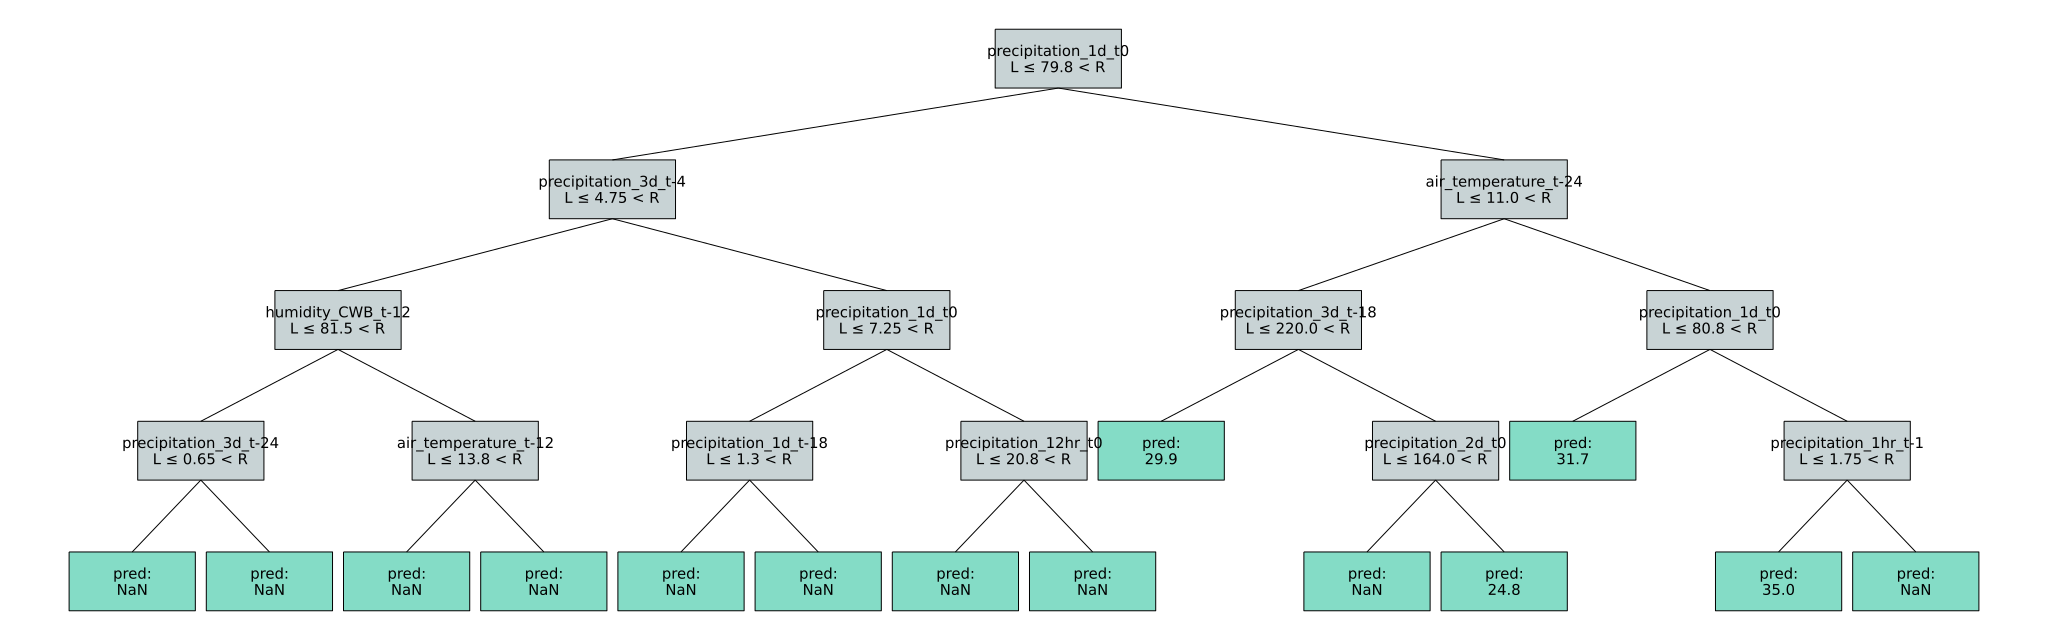 precipitation_1d_t0
L ≤ 79.8 < R
precipitation_3d_t-4
L ≤ 4.75 < R
air_temperature_t-24
L ≤ 11.0 < R
humidity_CWB_t-12
L ≤ 81.5 < R
precipitation_1d_t0
L ≤ 7.25 < R
precipitation_3d_t-18
L ≤ 220.0 < R
precipitation_1d_t0
L ≤ 80.8 < R
precipitation_3d_t-24
L ≤ 0.65 < R
air_temperature_t-12
L ≤ 13.8 < R
precipitation_1d_t-18
L ≤ 1.3 < R
precipitation_12hr_t0
L ≤ 20.8 < R
pred:
29.9
precipitation_2d_t0
L ≤ 164.0 < R
pred:
31.7
precipitation_1hr_t-1
L ≤ 1.75 < R
pred:
NaN
pred:
NaN
pred:
NaN
pred:
NaN
pred:
NaN
pred:
NaN
pred:
NaN
pred:
NaN
pred:
NaN
pred:
24.8
pred:
35.0
pred:
NaN